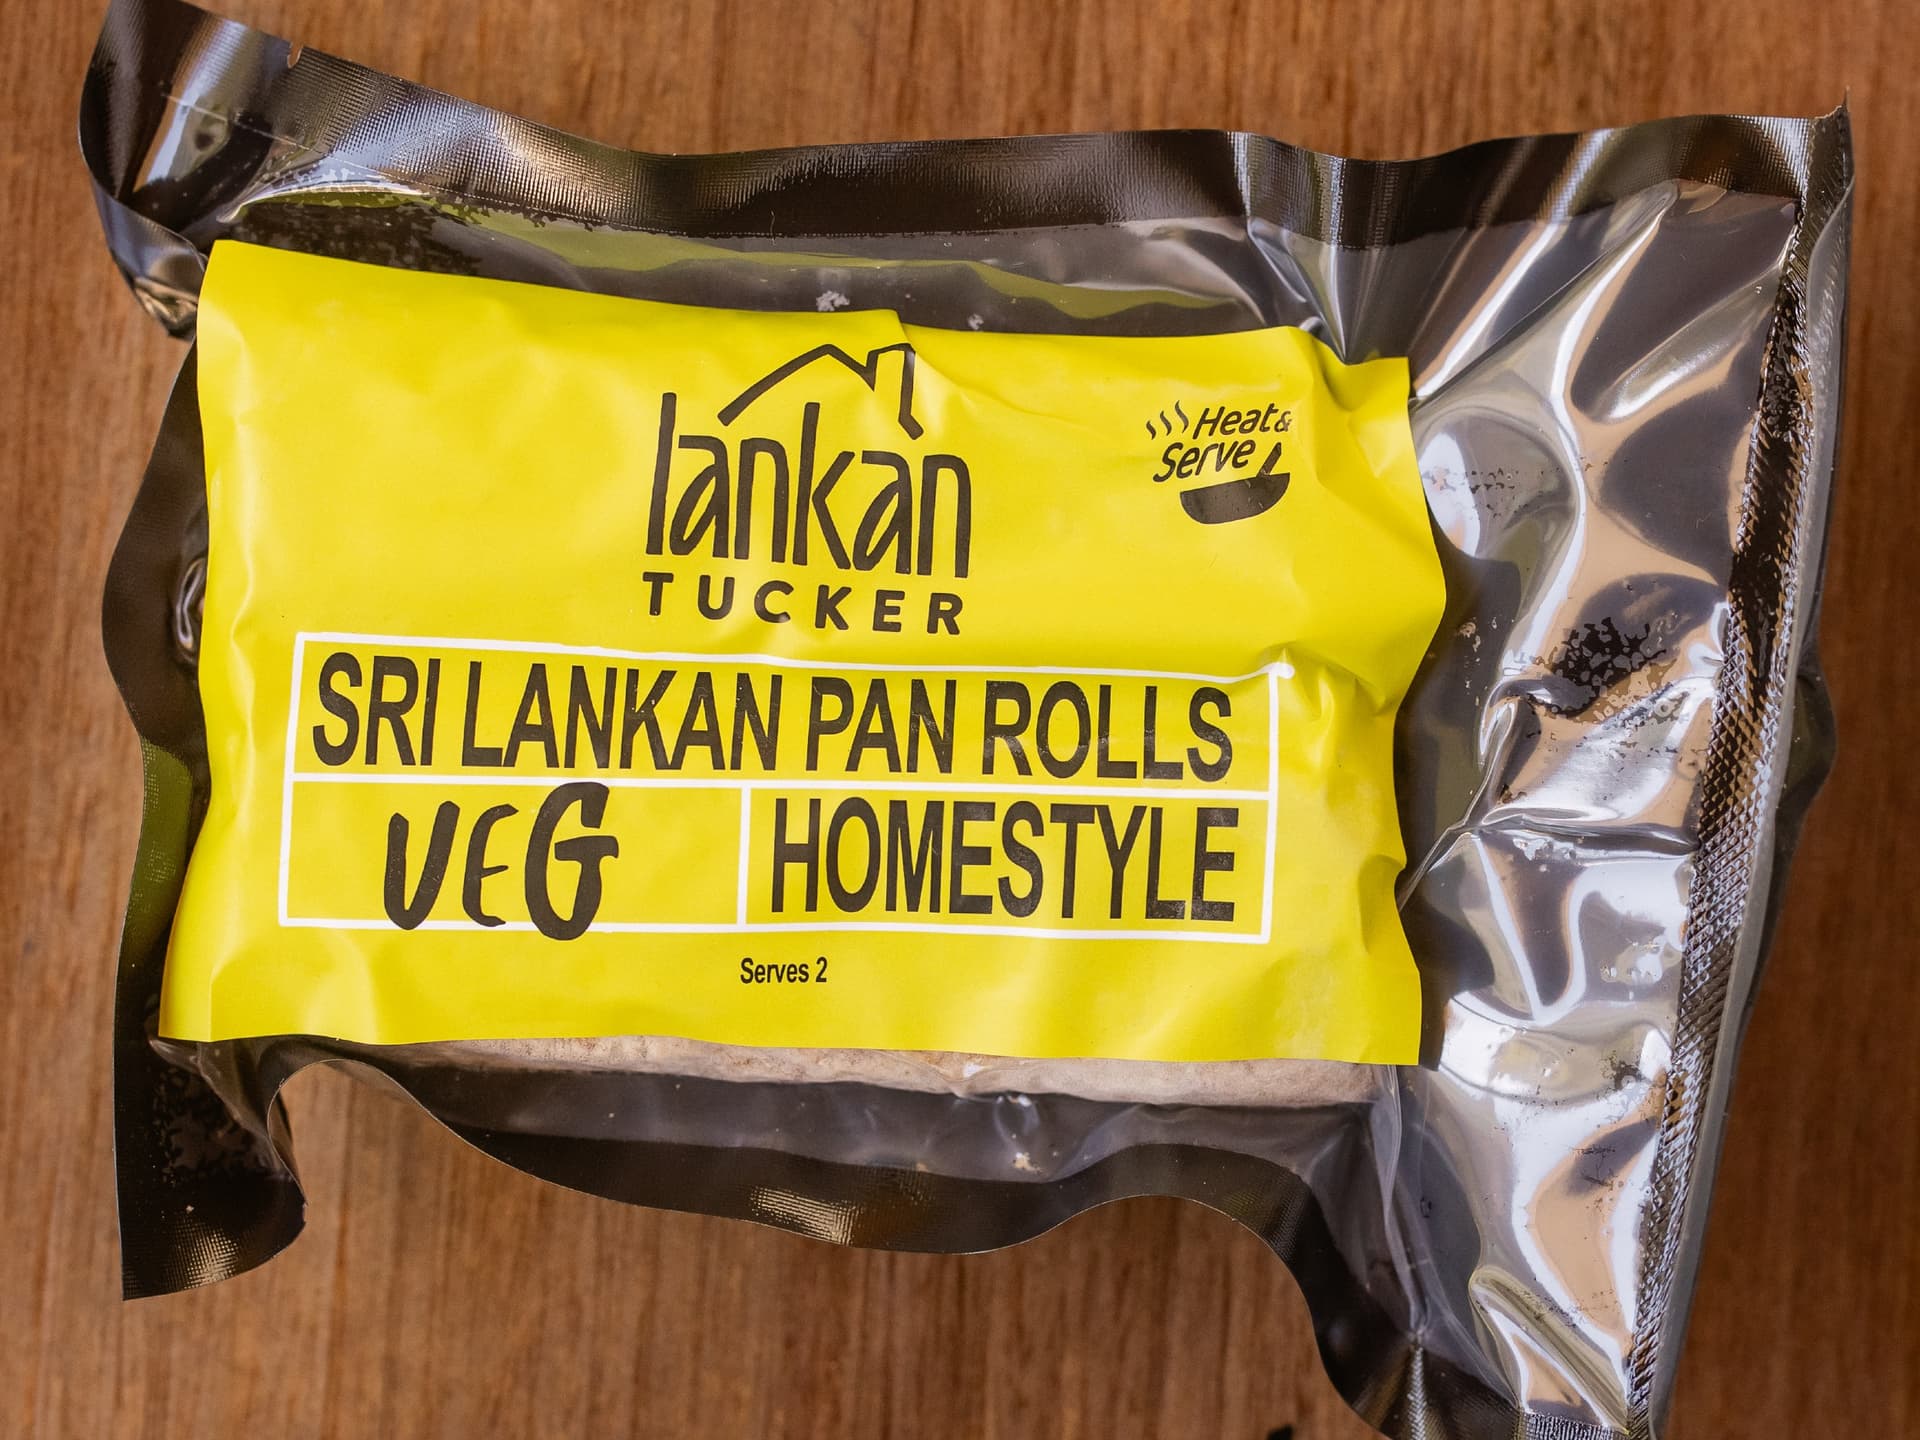 lankan
TUCKER
Heat &
Serve
SRI LANKAN PAN ROLLS
VEG
HOMESTYLE
Serves 2